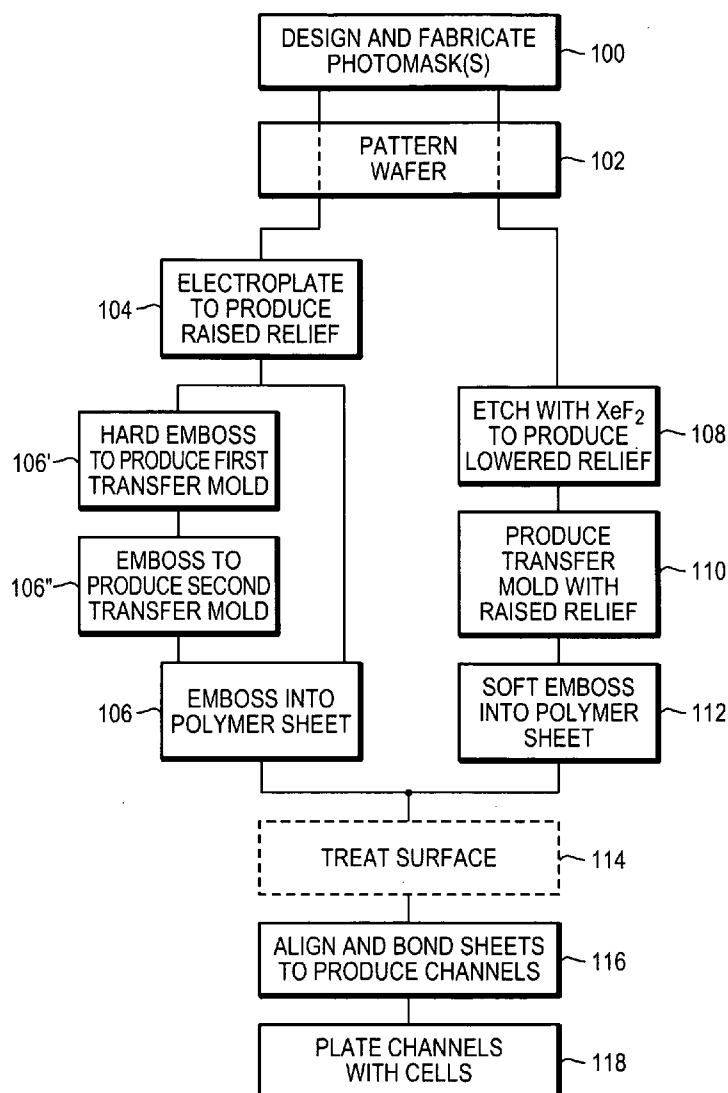 DESIGN AND FABRICATE
PHOTOMASK(S)
100
PATTERN
WAFER
102
ELECTROPLATE
TO PRODUCE
RAISED RELIEF
104
HARD EMBOSS
TO PRODUCE FIRST
TRANSFER MOLD
106'
EMBOSS TO
PRODUCE SECOND
TRANSFER MOLD
106"
EMBOSS INTO
POLYMER SHEET
106
ETCH WITH XeF₂
TO PRODUCE
LOWERED RELIEF
108
PRODUCE
TRANSFER
MOLD WITH
RAISED RELIEF
110
SOFT EMBOSS
INTO POLYMER
SHEET
112
TREAT SURFACE
114
ALIGN AND BOND SHEETS
TO PRODUCE CHANNELS
116
PLATE CHANNELS
WITH CELLS
118